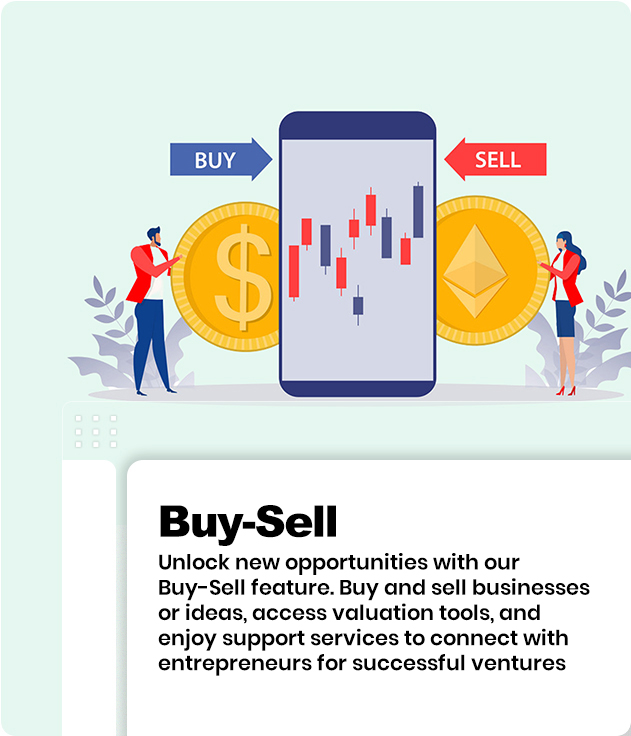 BUY
SELL
$
Buy-Sell
Unlock new opportunities with our
Buy-Sell feature. Buy and sell businesses
or ideas, access valuation tools, and
enjoy support services to connect with
entrepreneurs for successful ventures